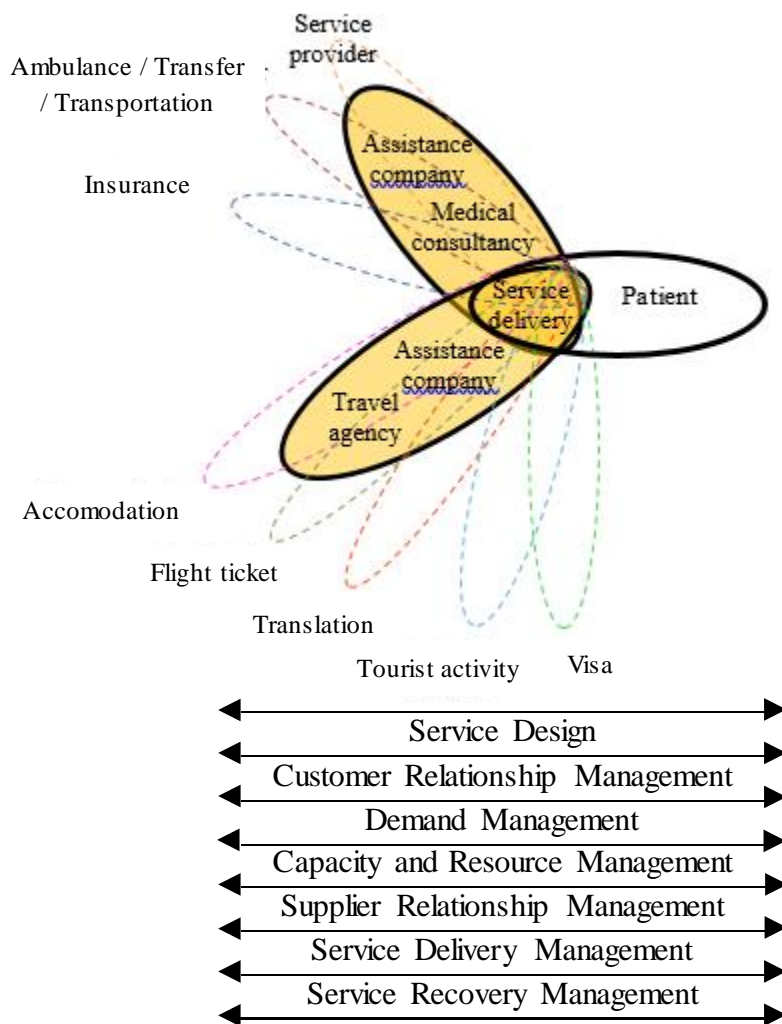 Service
provider
Ambulance / Transfer
/ Transportation
Insurance
Assistance
company
Medical
consultancy
Service
delivery
Patient
Assistance
company
Travel
agency
Accomodation
Flight ticket
Translation
Tourist activity
Visa
Service Design
Customer Relationship Management
Demand Management
Capacity and Resource Management
Supplier Relationship Management
Service Delivery Management
Service Recovery Management